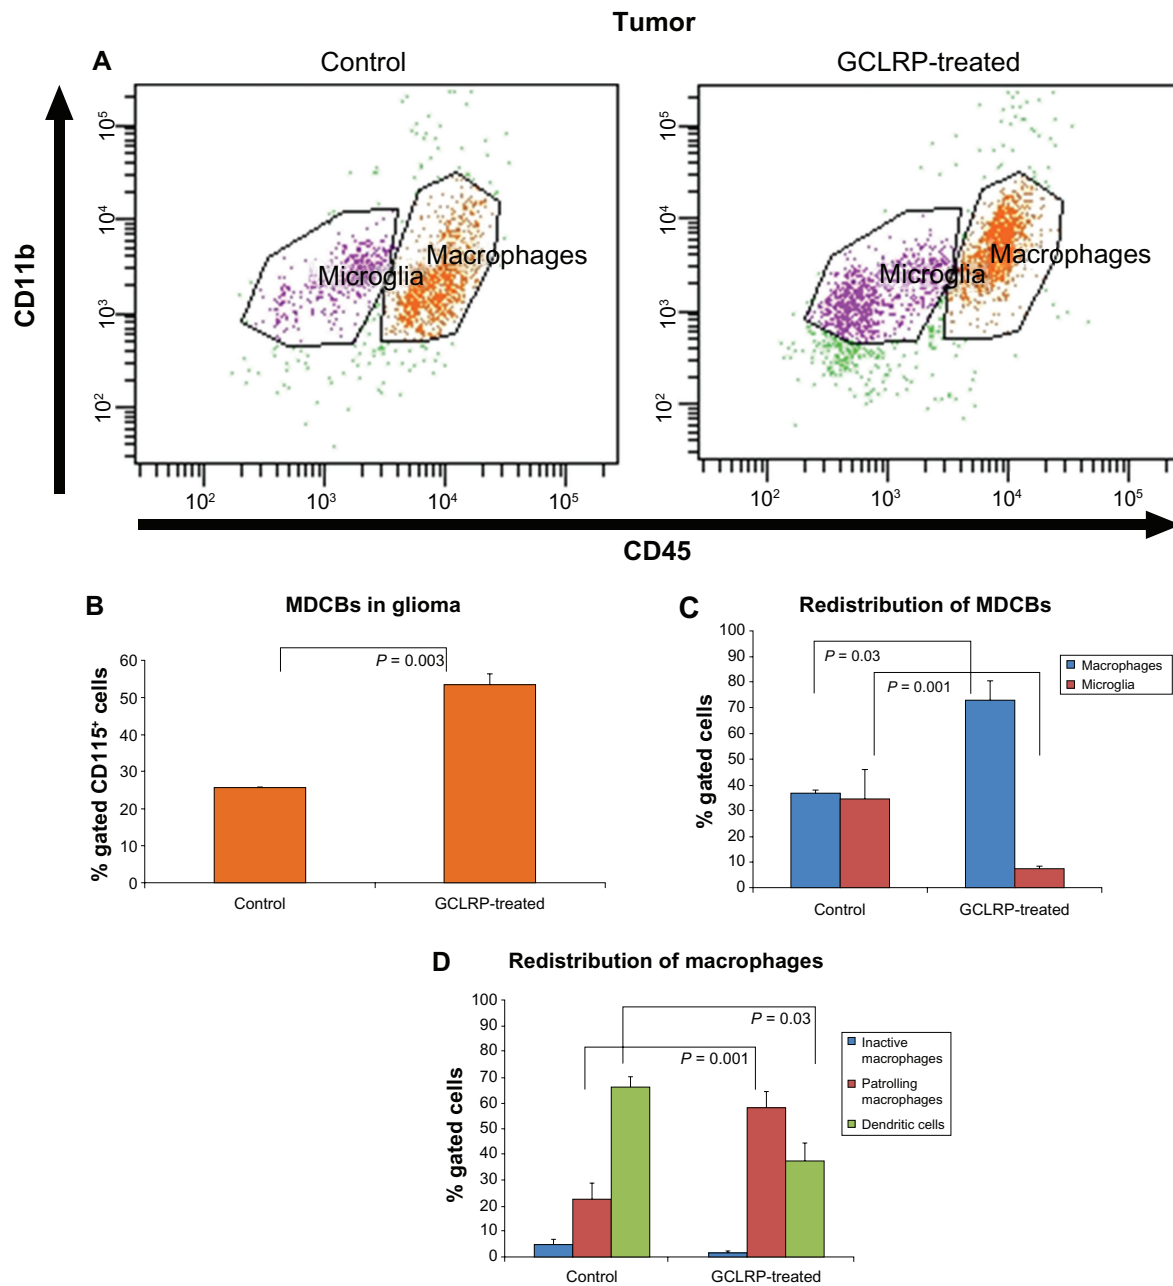 Tumor
A
Control
GCLRP-treated
CD11b
10⁵
10⁴
10³
10²
Microglia
Macrophages
10² 10³ 10⁴ 10⁵
10⁵
10⁴
10³
10²
Microglia
Macrophages
10² 10³ 10⁴ 10⁵
CD45
B
MDCBs in glioma
% gated CD115⁺ cells
60
50
40
30
20
10
0
P = 0.003
Control
GCLRP-treated
C
Redistribution of MDCBs
% gated cells
100
90
80
70
60
50
40
30
20
10
0
P = 0.03
P = 0.001
Macrophages
Microglia
Control
GCLRP-treated
D
Redistribution of macrophages
% gated cells
100
90
80
70
60
50
40
30
20
10
0
P = 0.03
P = 0.001
Inactive
macrophages
Patrolling
macrophages
Dendritic cells
Control
GCLRP-treated